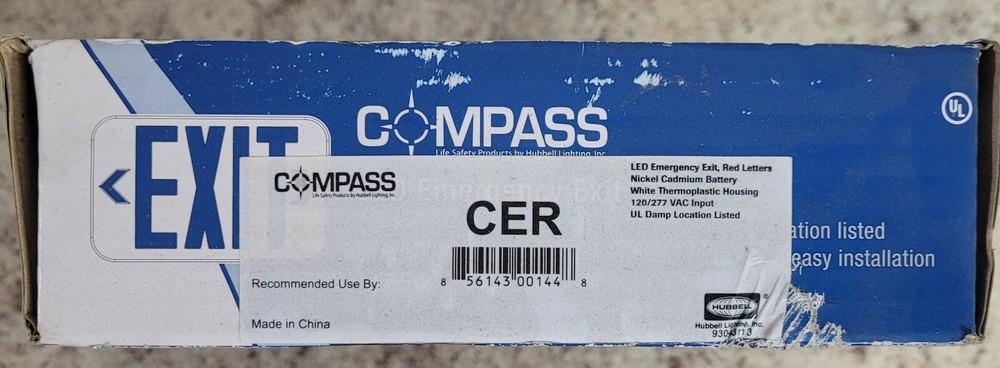 EXIT
COMPASS
Life Safety Products by Hubbell Lighting, Inc.
UL
COMPASS
Life Safety Products by Hubbell Lighting, Inc.
CER
LED Emergency Exit, Red Letters
Nickel Cadmium Battery
White Thermoplastic Housing
120/277 VAC Input
UL Damp Location Listed
8 56143 00144 8
Recommended Use By:
Made in China
HUBBELL ®
Hubbell Lighting, Inc.
listed
easy installation